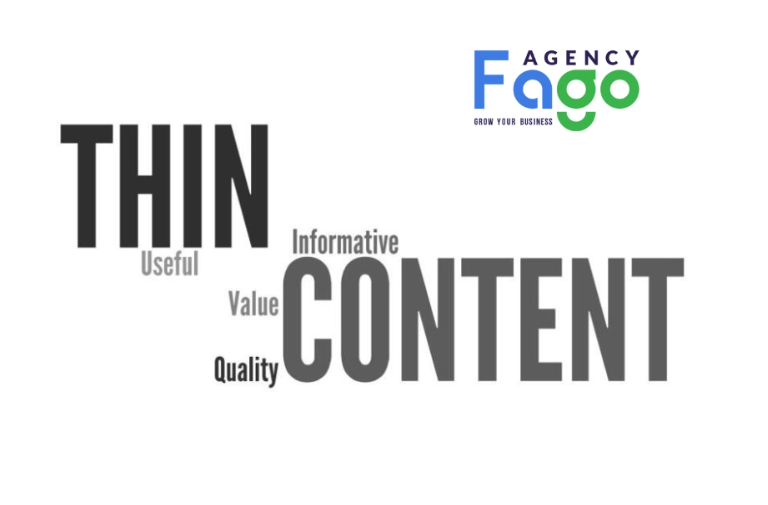 AGENCY
Fago
GROW YOUR BUSINESS
THIN
Useful
Informative
Value
CONTENT
Quality